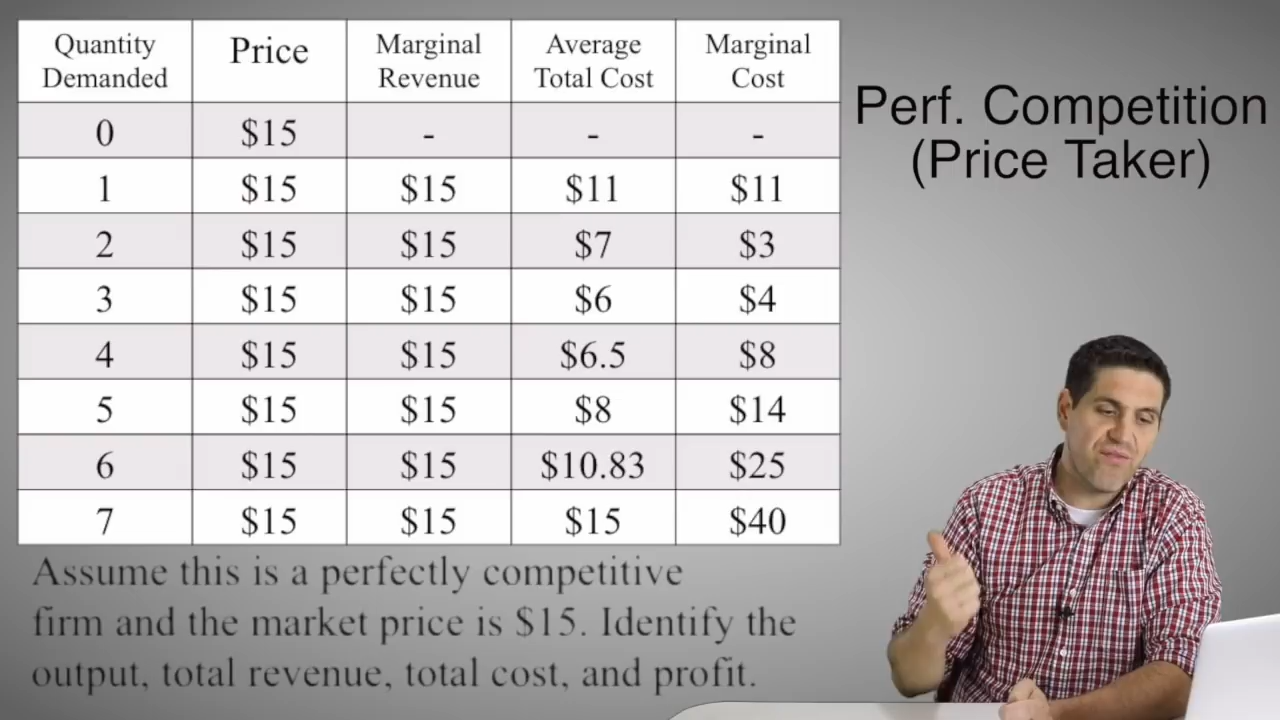 Quantity Demanded Price Marginal Revenue Average Total Cost Marginal Cost
0 $15 - - -
1 $15 $15 $11 $11
2 $15 $15 $7 $3
3 $15 $15 $6 $4
4 $15 $15 $6.5 $8
5 $15 $15 $8 $14
6 $15 $15 $10.83 $25
7 $15 $15 $15 $40
Perf. Competition
(Price Taker)
Assume this is a perfectly competitive
firm and the market price is $15. Identify the
output, total revenue, total cost, and profit.